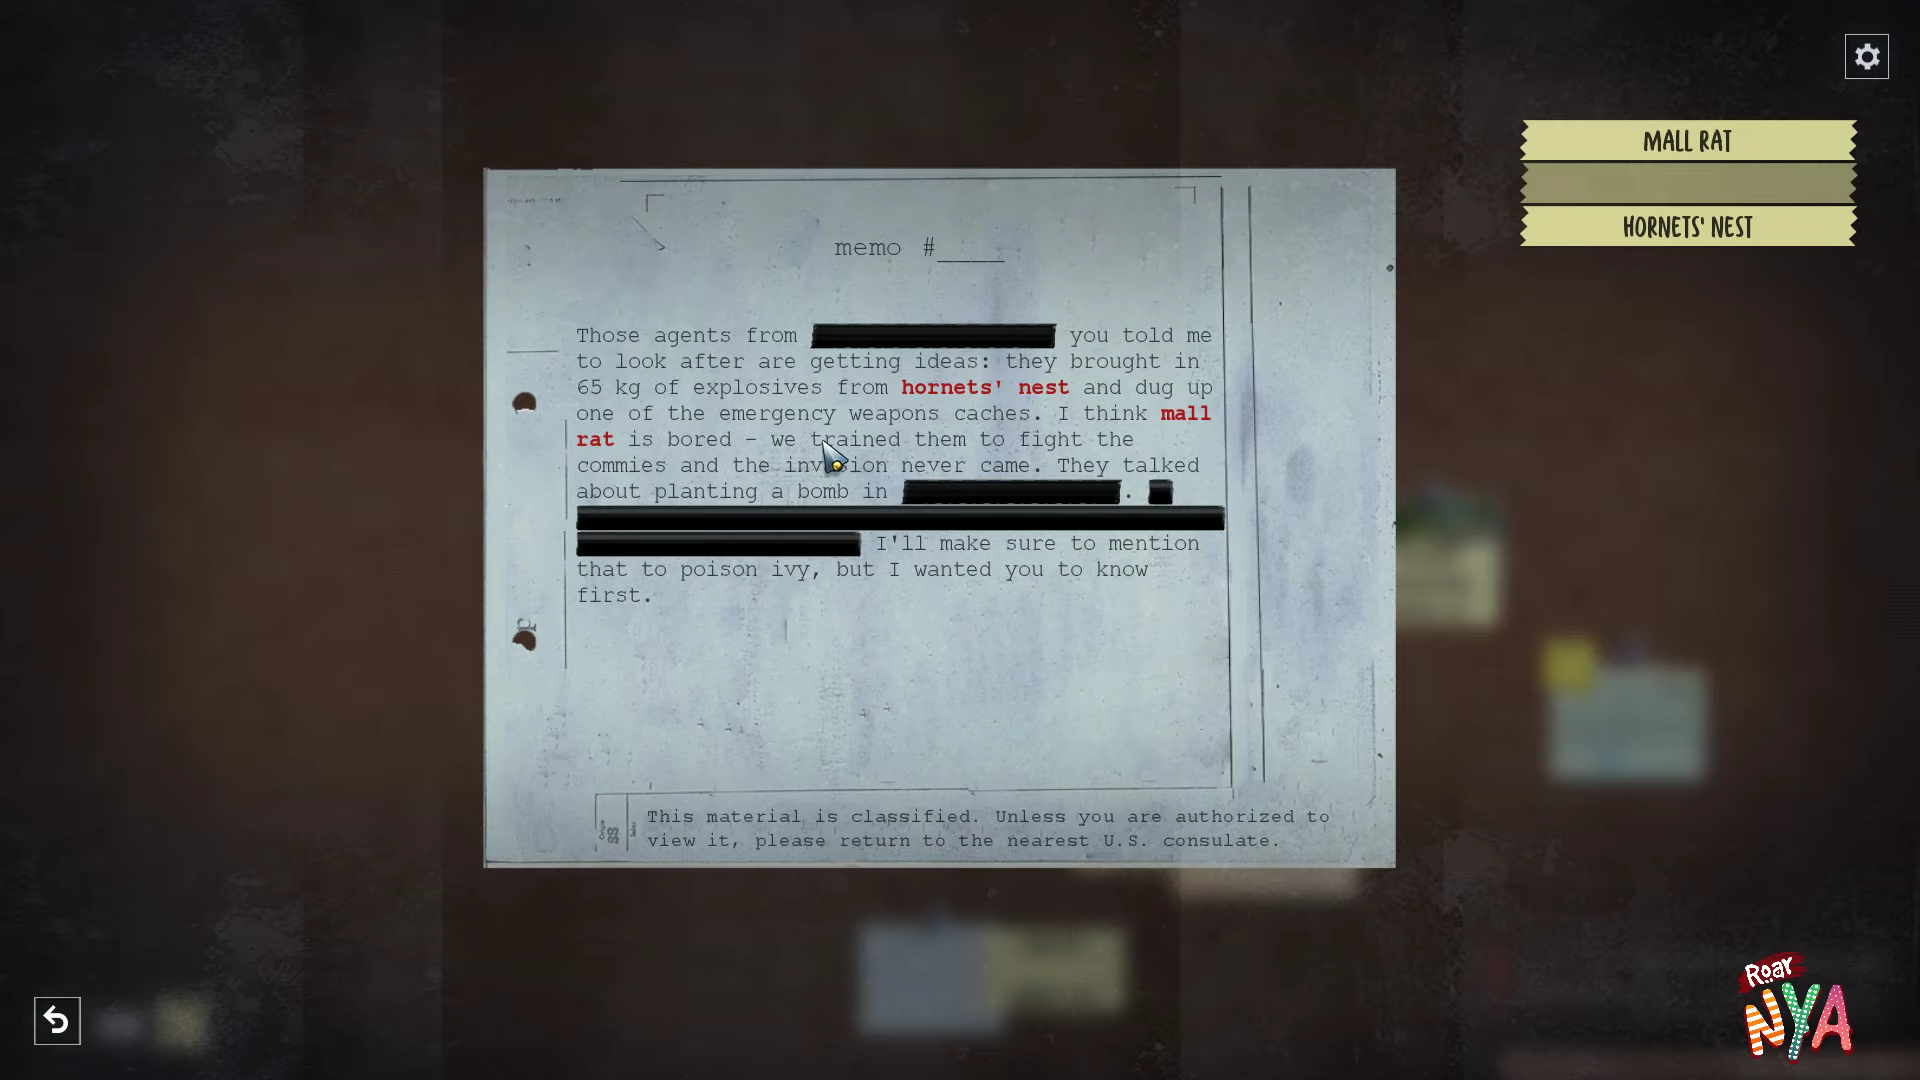 MALL RAT
HORNETS' NEST
memo #_____
Those agents from you told me
to look after are getting ideas: they brought in
65 kg of explosives from hornets' nest and dug up
one of the emergency weapons caches. I think mall
rat is bored - we trained them to fight the
commies and the invasion never came. They talked
about planting a bomb in .
I'll make sure to mention
that to poison ivy, but I wanted you to know
first.
This material is classified. Unless you are authorized to
view it, please return to the nearest U.S. consulate.
Roar
NYA